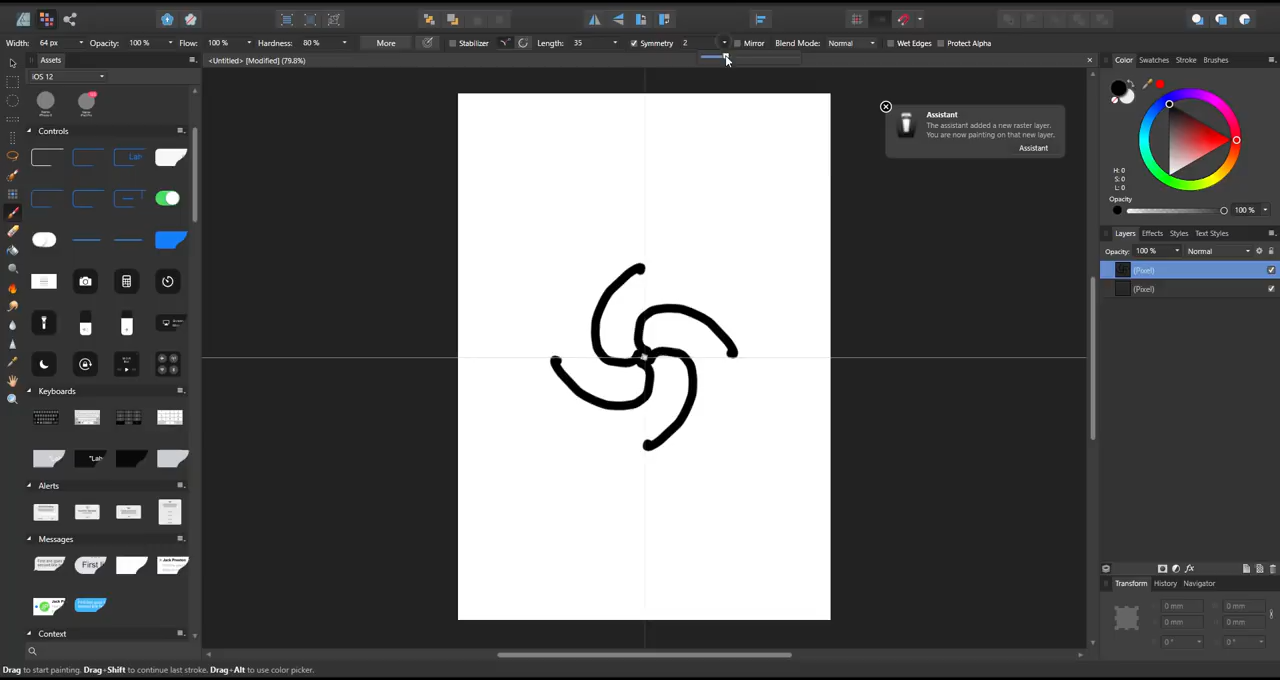 Width: 64 px Opacity: 100 % Flow: 100 % Hardness: 80 % More Stabilizer Length: 35 Symmetry 2 Mirror Blend Mode: Normal Wet Edges Protect Alpha
Assets
<Untitled> [Modified] (79.8%)
Color Swatches Stroke Brushes
iOS 12
Controls
Assistant
The assistant added a new raster layer.
You are now painting on that new layer.
Assistant
H: 0
S: 0
L: 0
Opacity
100 %
Layers Effects Styles Text Styles
Opacity: 100 % Normal
(Pixel)
(Pixel)
Keyboards
Alerts
Messages
First li
Context
Transform History Navigator
0 mm 0 mm
0 mm 0 mm
0 ° 0 °
Drag to start painting. Drag+Shift to continue last stroke. Drag+Alt to use color picker.